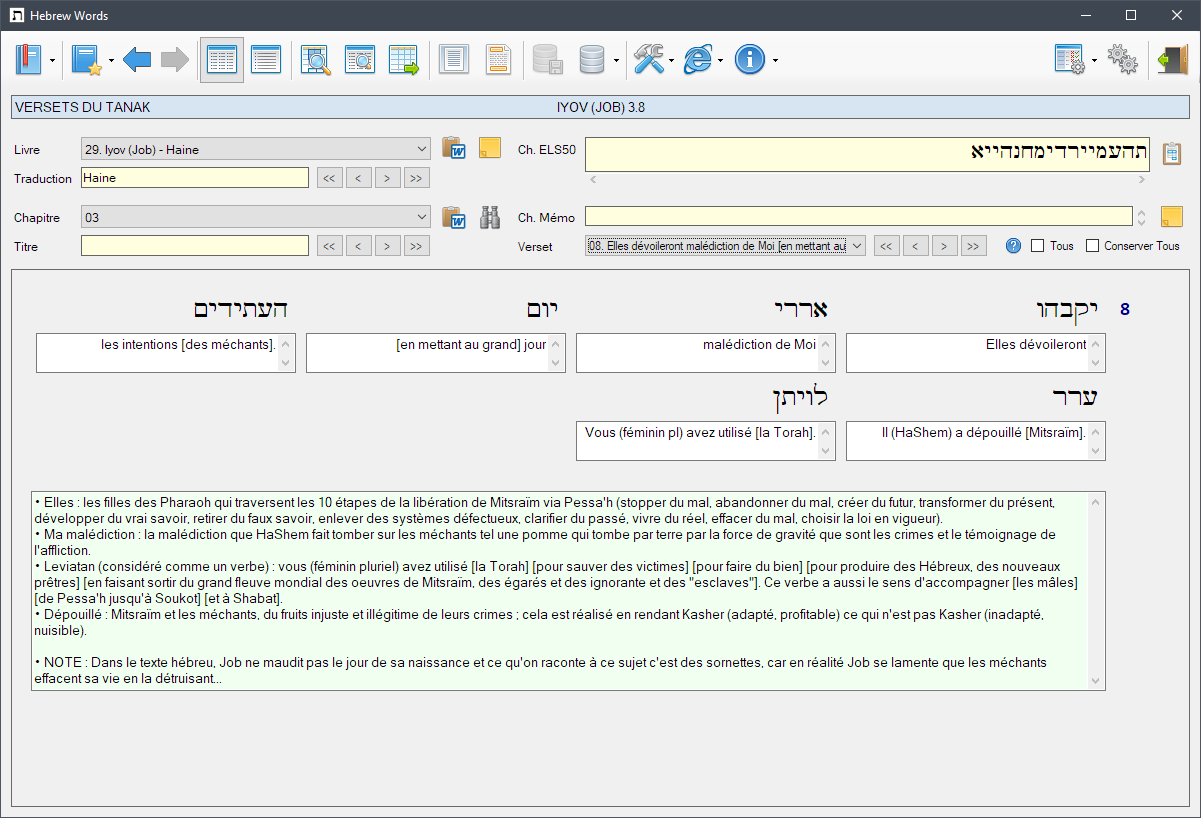 Hebrew Words
VERSETS DU TANAK
IYOV (JOB) 3.8
Livre
29. Iyov (Job) - Haine
Ch. ELS50
תהעמיירדימחנהייא
Traduction
Haine
<<
<
>
>>
Chapitre
03
Ch. Mémo
Titre
<<
<
>
>>
Verset
08. Elles dévoileront malédiction de Moi [en mettant au
<<
<
>
>>
Tous
Conserver Tous
8
יקבהו
אררי
יום
העתידים
Elles dévoileront
malédiction de Moi
[en mettant au grand] jour
les intentions [des méchants].
ערר
לויתן
Il (HaShem) a dépouillé [Mitsraïm].
Vous (féminin pl) avez utilisé [la Torah].
• Elles : les filles des Pharaoh qui traversent les 10 étapes de la libération de Mitsraïm via Pessa'h (stopper du mal, abandonner du mal, créer du futur, transformer du présent,
développer du vrai savoir, retirer du faux savoir, enlever des systèmes défectueux, clarifier du passé, vivre du réel, effacer du mal, choisir la loi en vigueur).
• Ma malédiction : la malédiction que HaShem fait tomber sur les méchants tel une pomme qui tombe par terre par la force de gravité que sont les crimes et le témoignage de
l'affliction.
• Leviatan (considéré comme un verbe) : vous (féminin pluriel) avez utilisé [la Torah] [pour sauver des victimes] [pour faire du bien] [pour produire des Hébreux, des nouveaux
prêtres] [en faisant sortir du grand fleuve mondial des oeuvres de Mitsraïm, des égarés et des ignorante et des "esclaves"]. Ce verbe a aussi le sens d'accompagner [les mâles]
[de Pessa'h jusqu'à Soukot] [et à Shabat].
• Dépouillé : Mitsraïm et les méchants, du fruits injuste et illégitime de leurs crimes ; cela est réalisé en rendant Kasher (adapté, profitable) ce qui n'est pas Kasher (inadapté,
nuisible).
• NOTE : Dans le texte hébreu, Job ne maudit pas le jour de sa naissance et ce qu'on raconte à ce sujet c'est des sornettes, car en réalité Job se lamente que les méchants
effacent sa vie en la détruisant...